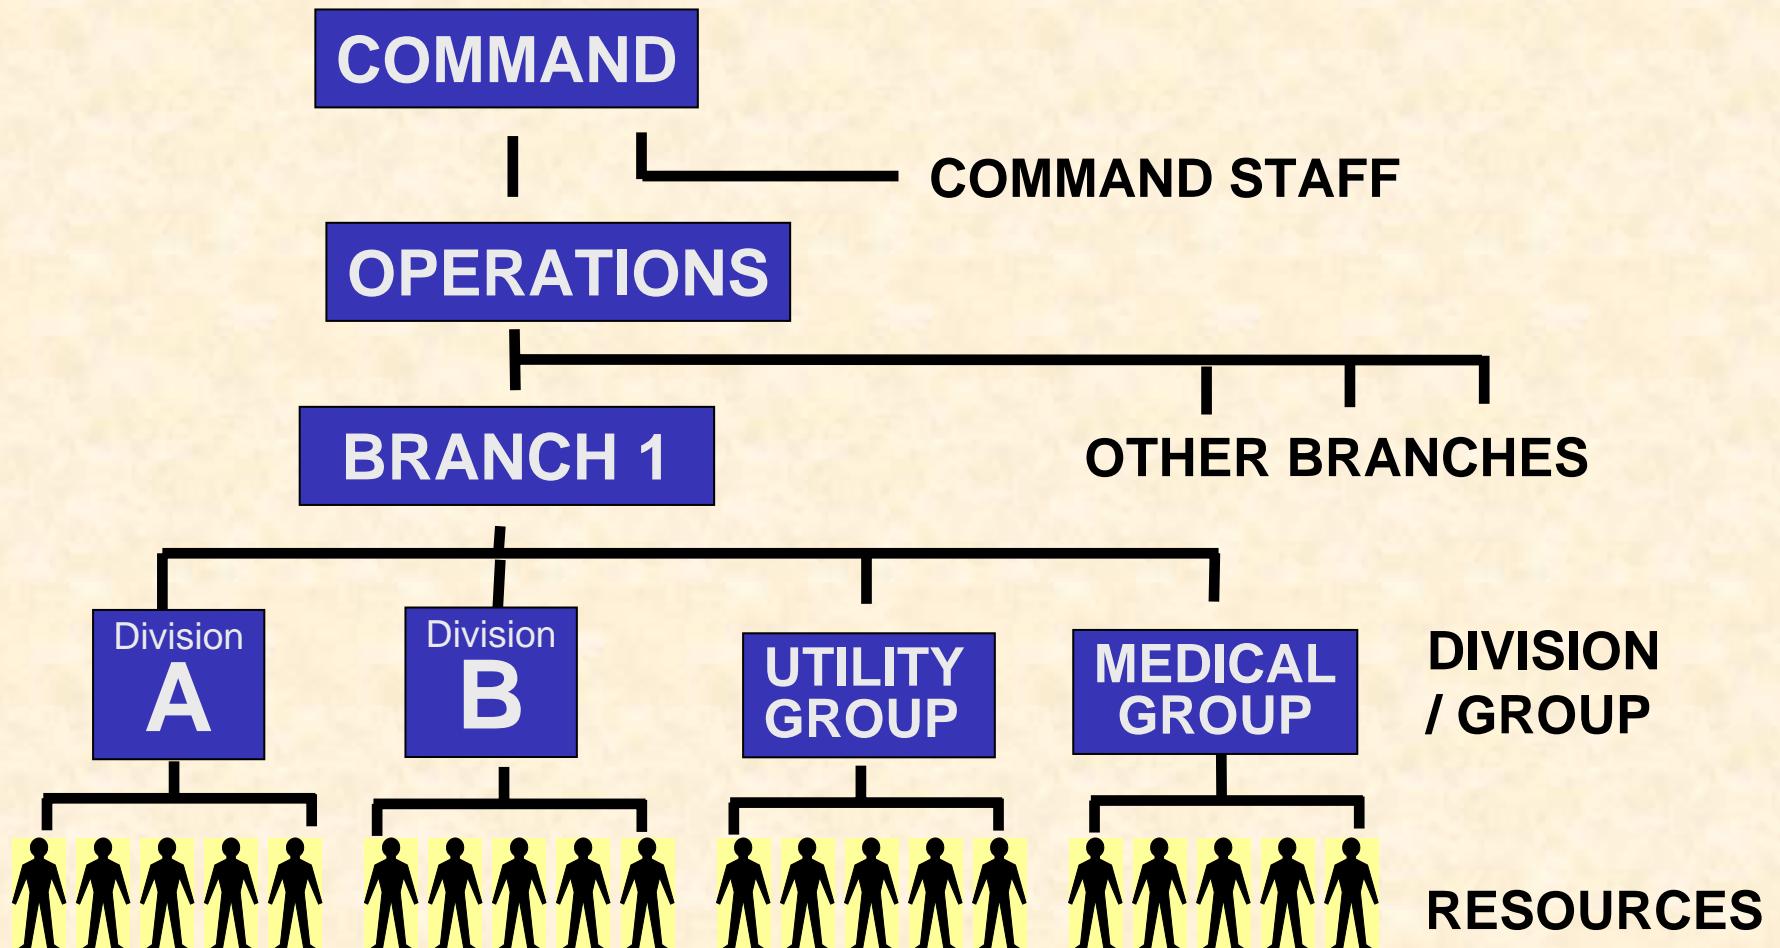 COMMAND
COMMAND STAFF
OPERATIONS
BRANCH 1
OTHER BRANCHES
Division
A
Division
B
UTILITY
GROUP
MEDICAL
GROUP
DIVISION
/ GROUP
RESOURCES